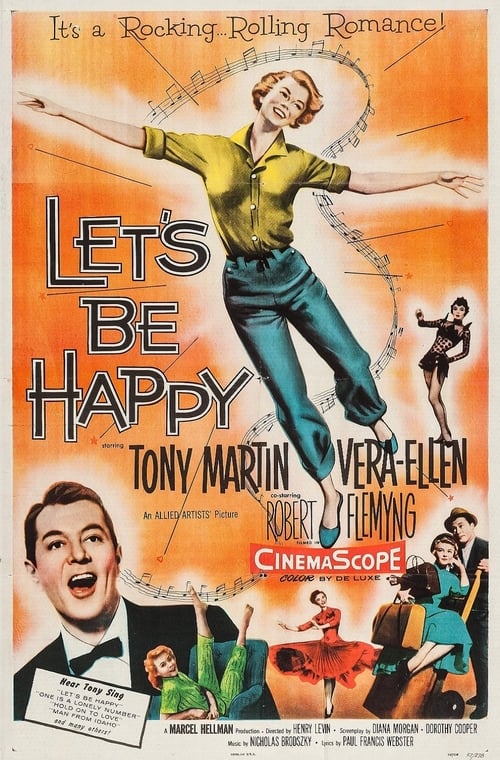 It's a Rocking...Rolling Romance!
LET'S
BE
HAPPY
starring
TONY MARTIN VERA-ELLEN
co-starring
ROBERT FLEMYNG
An ALLIED ARTISTS' Picture
FILMED IN
CINEMASCOPE
COLOR BY DE LUXE
Hear Tony Sing
"LET'S BE HAPPY"
"ONE IS A LONELY NUMBER"
"HOLD ON TO LOVE"
"MAN FROM IDAHO"
and many others!
A MARCEL HELLMAN Production • Directed by HENRY LEVIN • Screenplay by DIANA MORGAN • DOROTHY COOPER
Music by NICHOLAS BRODSZKY • Lyrics by PAUL FRANCIS WEBSTER